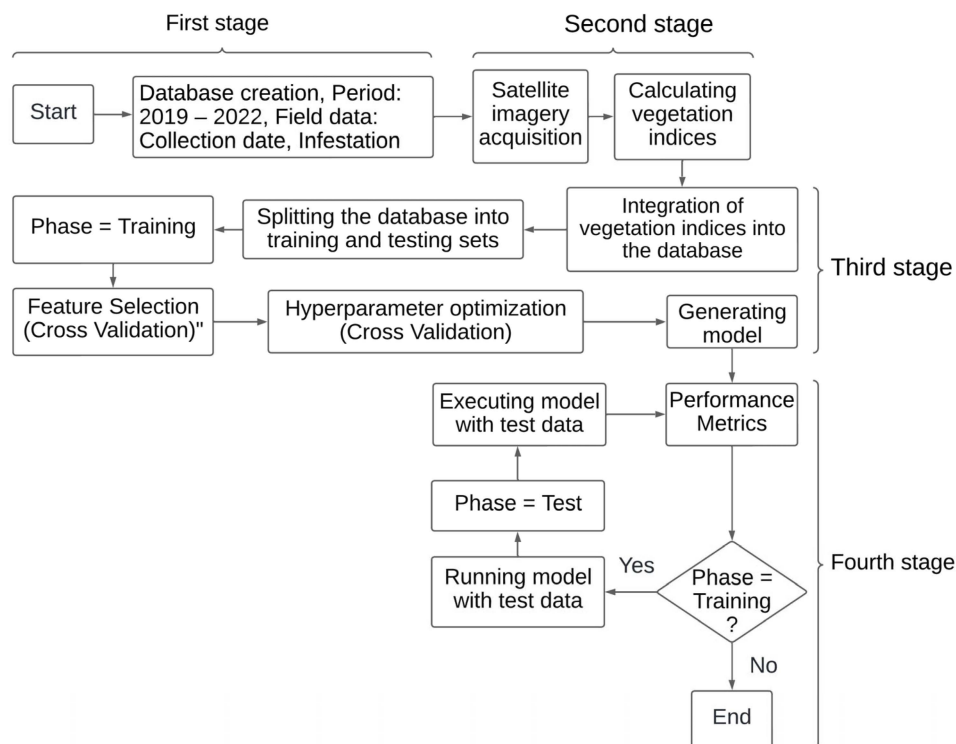 First stage
Second stage
Start
Database creation, Period:
2019 – 2022, Field data:
Collection date, Infestation
Satellite
imagery
acquisition
Calculating
vegetation
indices
Phase = Training
Splitting the database into
training and testing sets
Integration of
vegetation indices into
the database
Third stage
Feature Selection
(Cross Validation)"
Hyperparameter optimization
(Cross Validation)
Generating
model
Executing model
with test data
Performance
Metrics
Phase = Test
Running model
with test data
Yes
Phase =
Training
?
Fourth stage
No
End